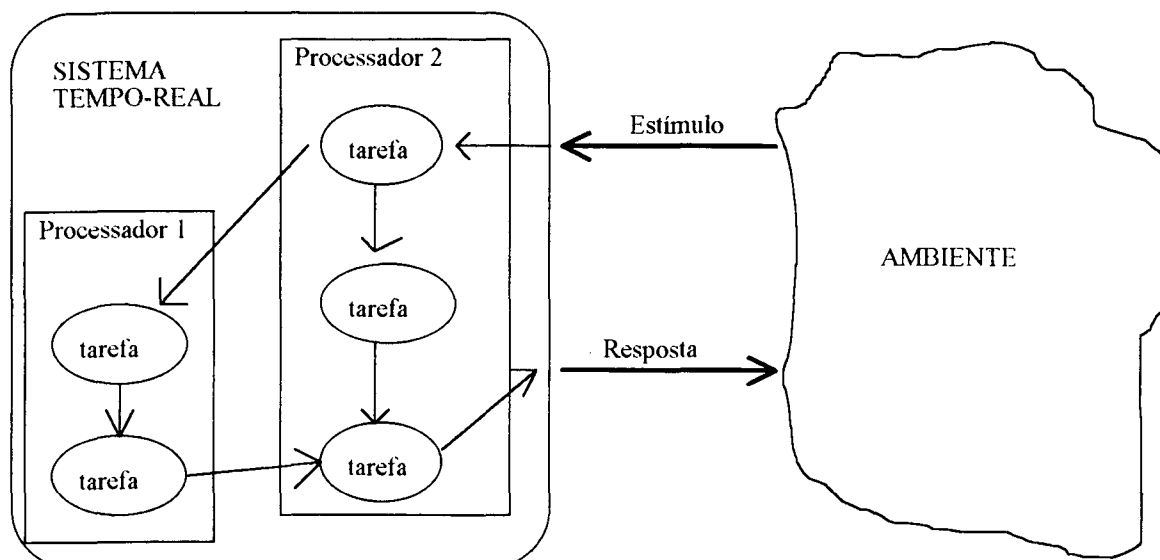 SISTEMA
TEMPO-REAL
Processador 2
tarefa
tarefa
tarefa
Processador 1
tarefa
tarefa
Estímulo
Resposta
AMBIENTE